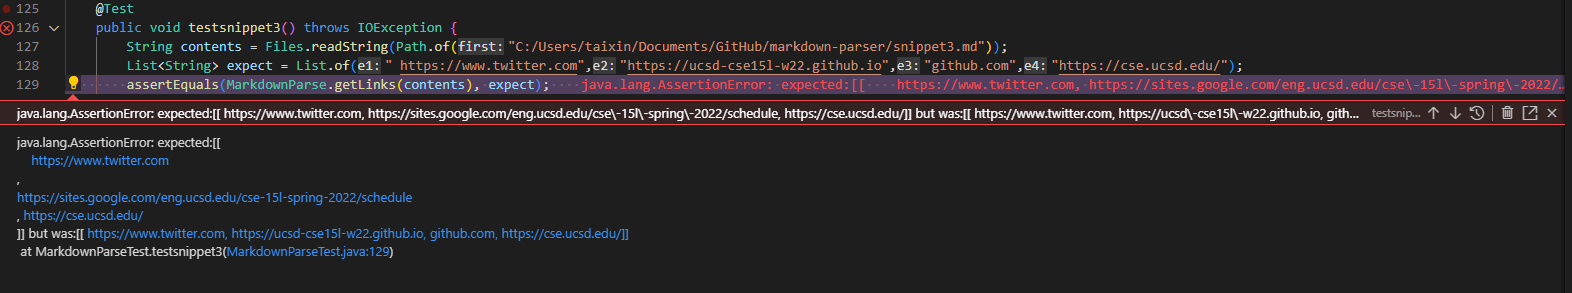 125 @Test
126 public void testsnippet3() throws IOException {
127 String contents = Files.readString(Path.of(first: "C:/Users/taixin/Documents/GitHub/markdown-parser/snippet3.md"));
128 List<String> expect = List.of(e1: " https://www.twitter.com",e2: "https://ucsd-cse15l-w22.github.io",e3: "github.com",e4: "https://cse.ucsd.edu/");
129 assertEquals(MarkdownParse.getLinks(contents), expect); java.lang.AssertionError: expected:[[ https://www.twitter.com, https://sites.google.com/eng.ucsd.edu/cse\-15l\-spring\-2022/…
java.lang.AssertionError: expected:[[ https://www.twitter.com, https://sites.google.com/eng.ucsd.edu/cse\-15l\-spring\-2022/schedule, https://cse.ucsd.edu/]] but was:[[ https://www.twitter.com, https://ucsd\-cse15l\-w22.github.io, gith... testsnip...
java.lang.AssertionError: expected:[[
https://www.twitter.com
,
https://sites.google.com/eng.ucsd.edu/cse-15l-spring-2022/schedule
, https://cse.ucsd.edu/
]] but was:[[ https://www.twitter.com, https://ucsd-cse15l-w22.github.io, github.com, https://cse.ucsd.edu/]]
at MarkdownParseTest.testsnippet3(MarkdownParseTest.java:129)